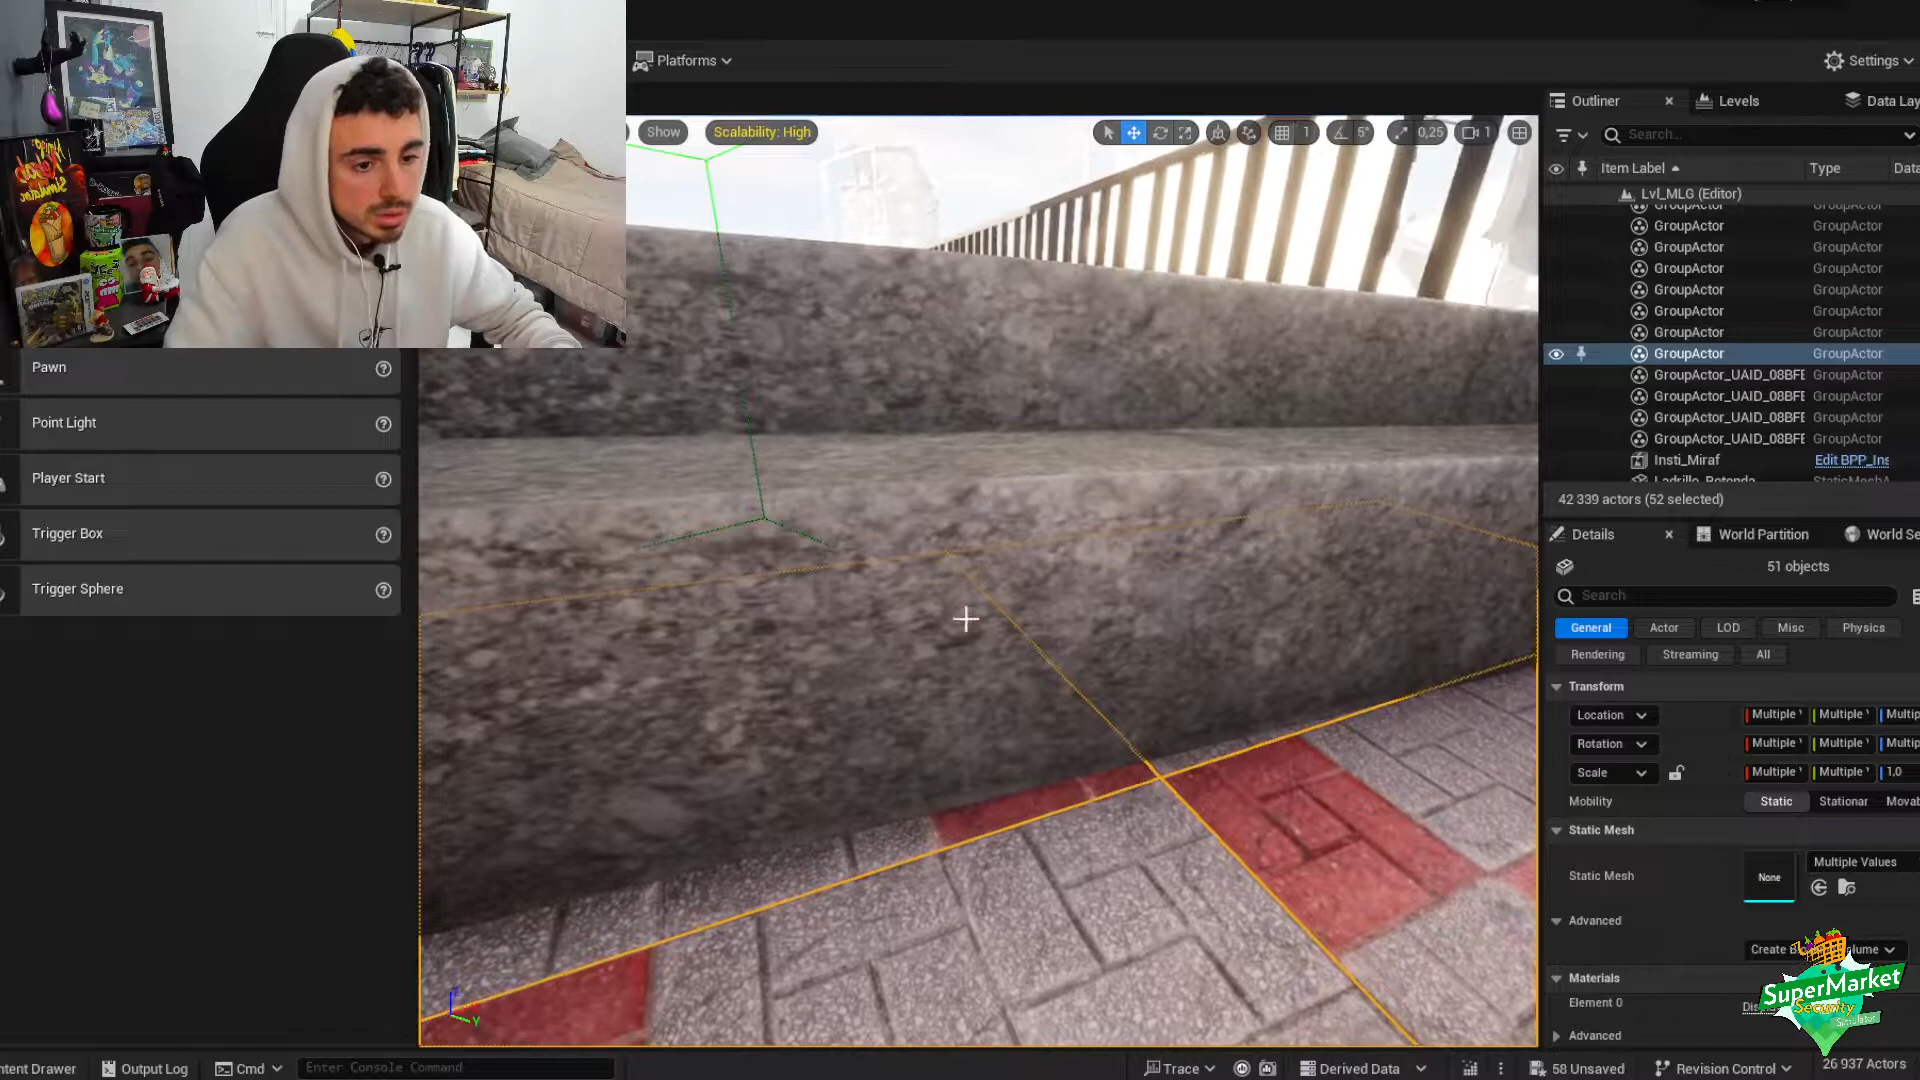 Platforms
Settings
Show
Scalability: High
1
5°
0,25
1
Outliner
Levels
Data Lay
Search...
Item Label
Type
Data
Lvl_MLG (Editor)
GroupActor GroupActor
GroupActor GroupActor
GroupActor GroupActor
GroupActor GroupActor
GroupActor GroupActor
GroupActor GroupActor
GroupActor GroupActor
GroupActor GroupActor
GroupActor_UAID_08BFE GroupActor
GroupActor_UAID_08BFE GroupActor
GroupActor_UAID_08BFE GroupActor
GroupActor_UAID_08BFE GroupActor
Insti_Miraf Edit BPP_Ins
Ladrillo_Rotonda StaticMeshA
42 339 actors (52 selected)
Pawn
Point Light
Player Start
Trigger Box
Trigger Sphere
Details
World Partition
World Se
51 objects
Search
General Actor LOD Misc Physics
Rendering Streaming All
Transform
Location Multiple Multiple Multip
Rotation Multiple Multiple Multip
Scale Multiple Multiple 1,0
Mobility Static Stationar Movab
Static Mesh
Static Mesh None Multiple Values
Advanced
Create B
lume
Materials
Element 0
Advanced
SuperMarket
Security
Simulator
Y
ntent Drawer
Output Log
Cmd
Enter Console Command
Trace
Derived Data
58 Unsaved
Revision Control
26 937 Actors